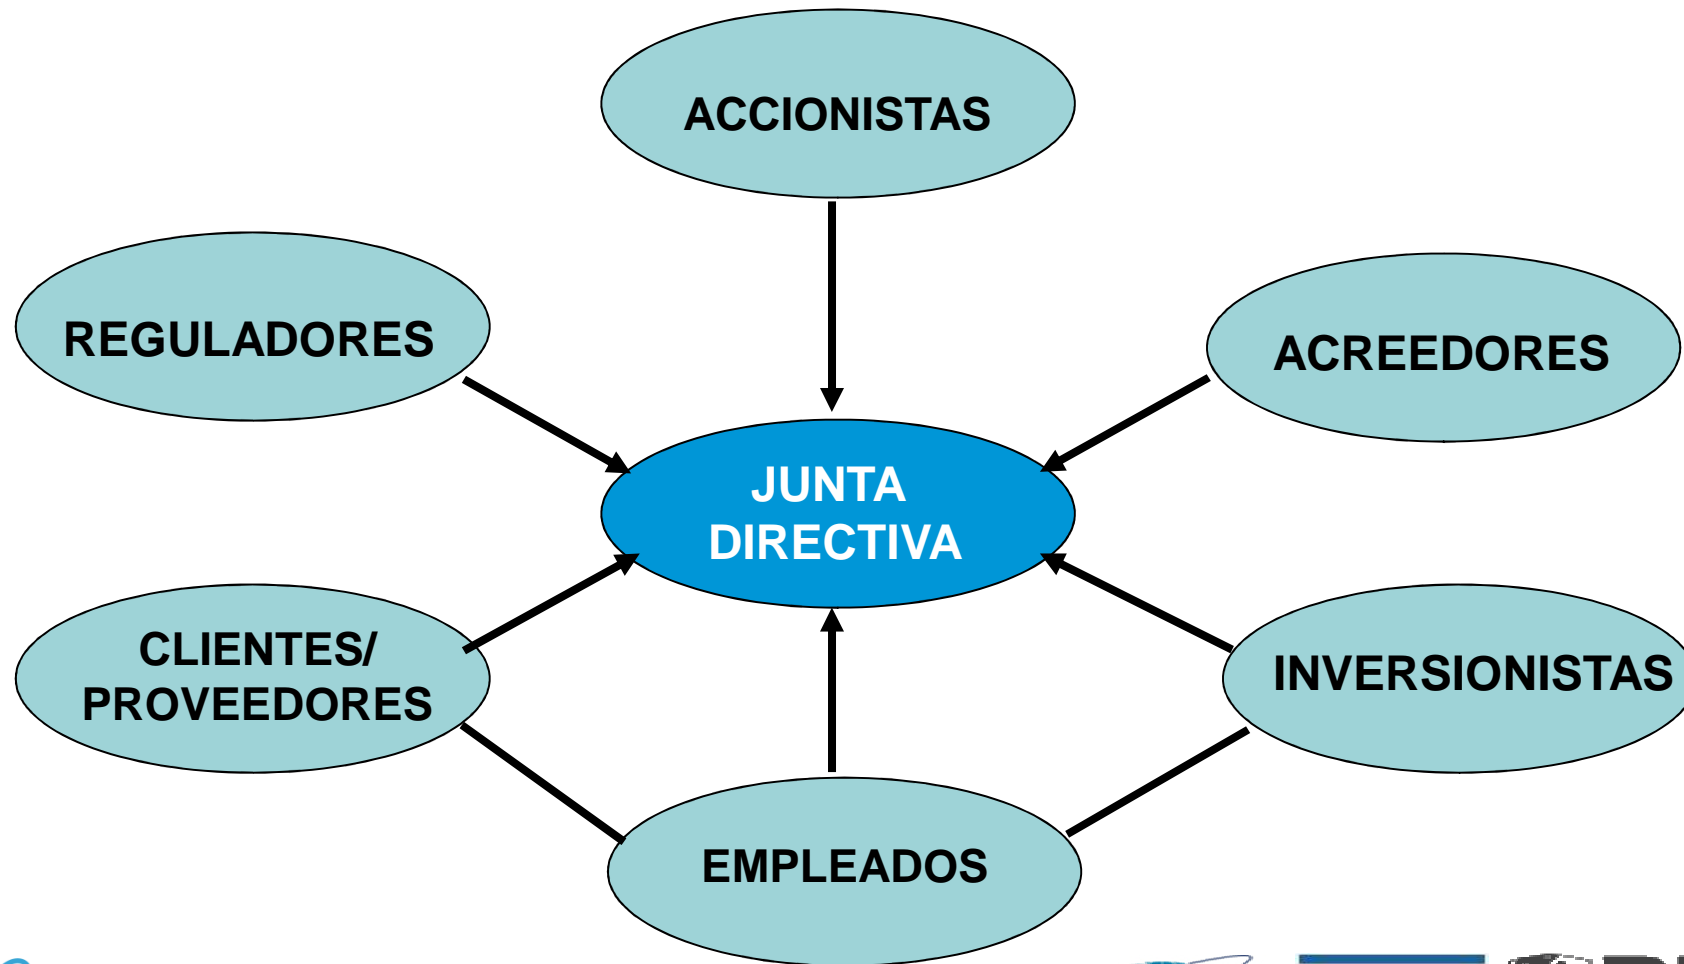 ACCIONISTAS
REGULADORES
ACREEDORES
JUNTA
DIRECTIVA
CLIENTES/
PROVEEDORES
INVERSIONISTAS
EMPLEADOS